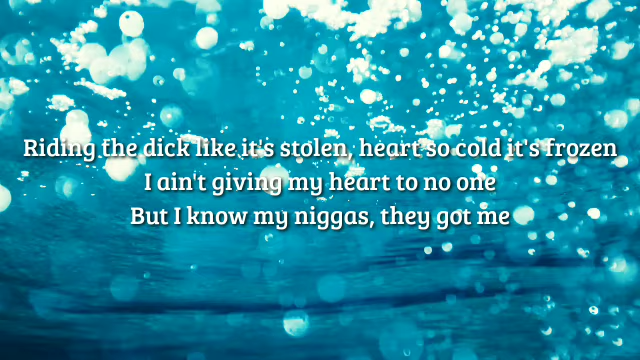 Riding the dick like it's stolen, heart so cold it's frozen
I ain't giving my heart to no one
But I know my niggas, they got me